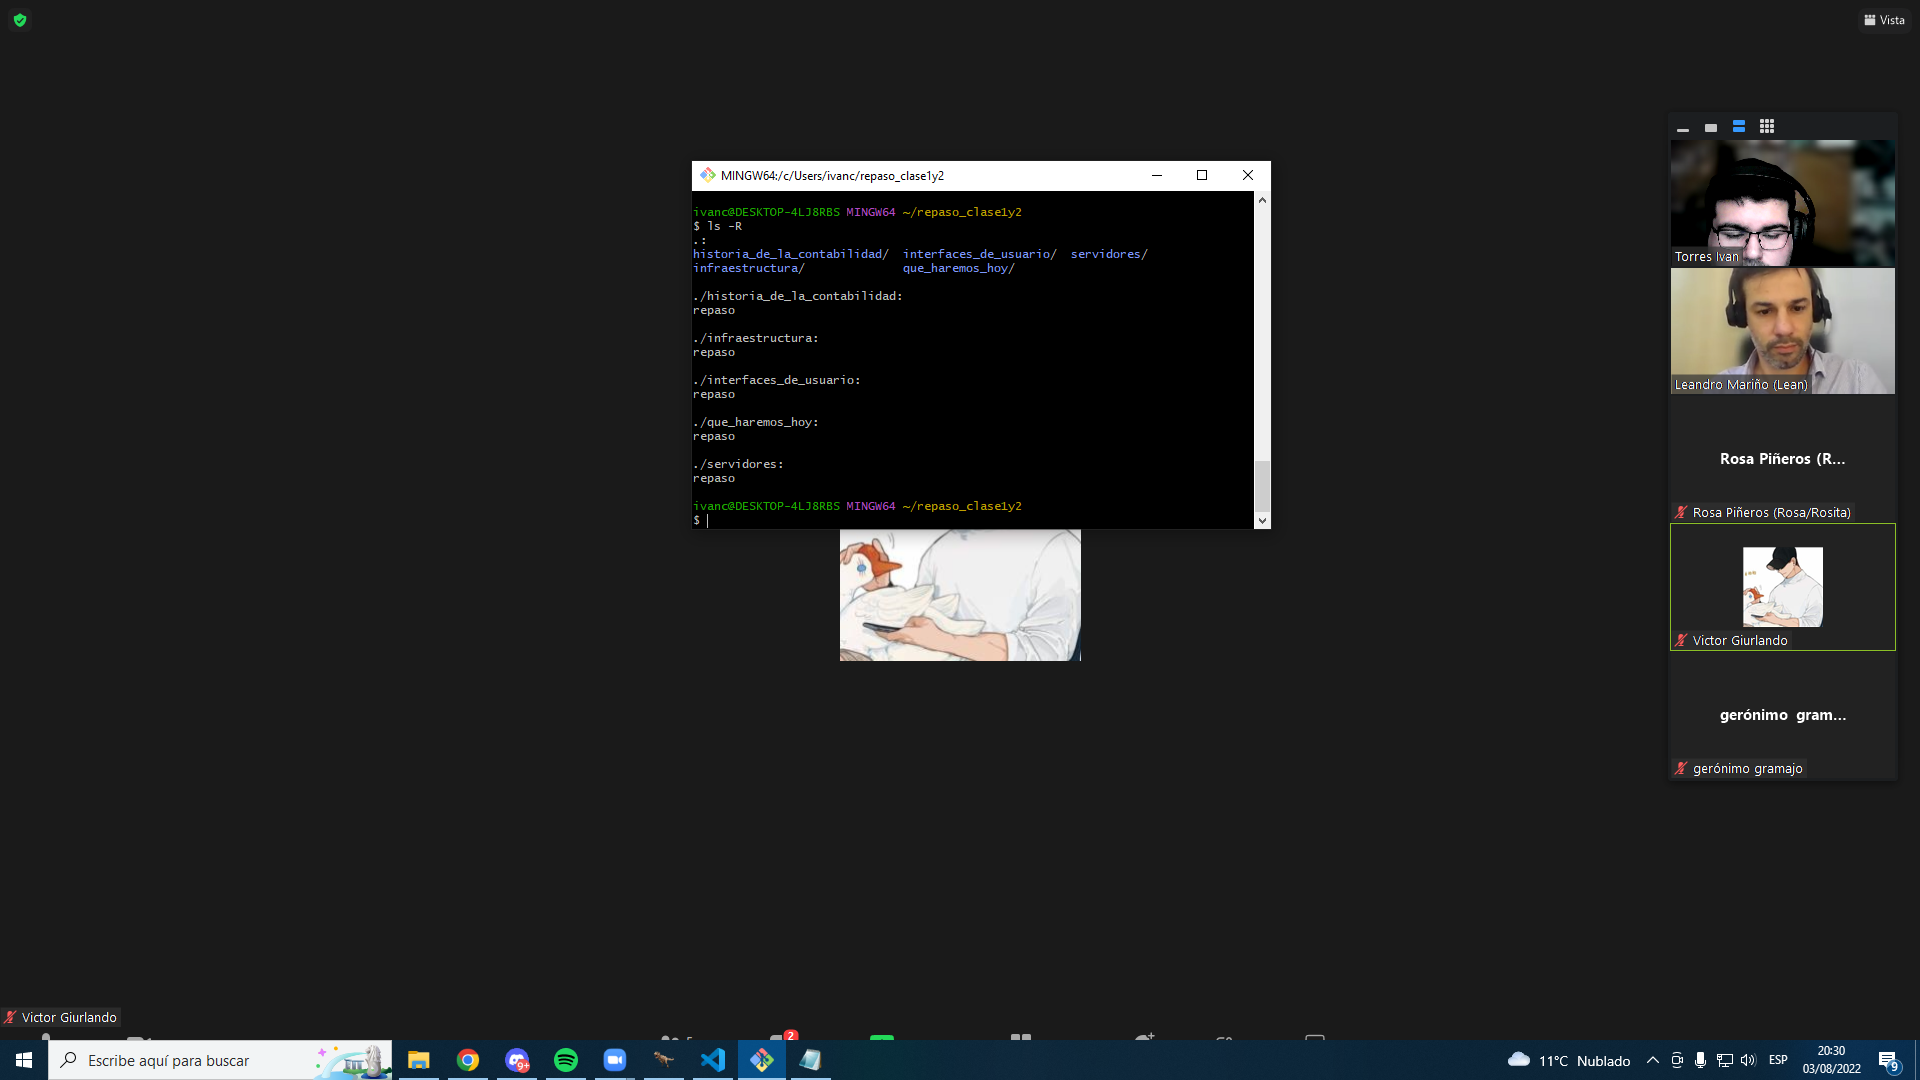 Vista
MINGW64:/c/Users/ivanc/repaso_clase1y2
ivanc@DESKTOP-4LJ8RBS MINGW64 ~/repaso_clase1y2
$ ls -R
.:
historia_de_la_contabilidad/  interfaces_de_usuario/  servidores/
infraestructura/              que_haremos_hoy/
./historia_de_la_contabilidad:
repaso
./infraestructura:
repaso
./interfaces_de_usuario:
repaso
./que_haremos_hoy:
repaso
./servidores:
repaso
ivanc@DESKTOP-4LJ8RBS MINGW64 ~/repaso_clase1y2
$
Torres Ivan
Leandro Mariño (Lean)
Rosa Piñeros (R...
Rosa Piñeros (Rosa/Rosita)
Victor Giurlando
gerónimo gram...
gerónimo gramajo
Victor Giurlando
2
Escribe aquí para buscar
9+
11°C Nublado
ESP
20:30
03/08/2022
9